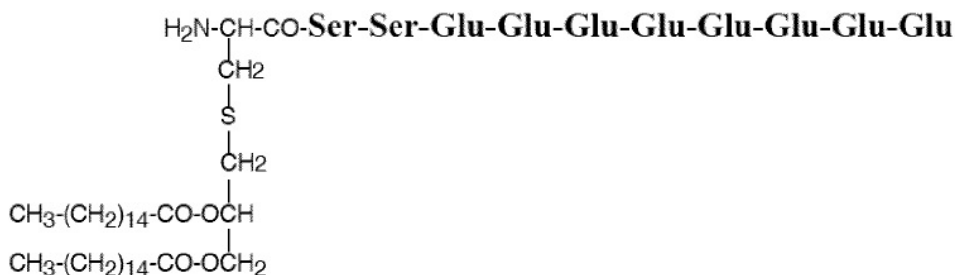 H2N-CH-CO-Ser-Ser-Glu-Glu-Glu-Glu-Glu-Glu-Glu-Glu
CH2
S
CH2
CH3-(CH2)14-CO-OCH
CH3-(CH2)14-CO-OCH2